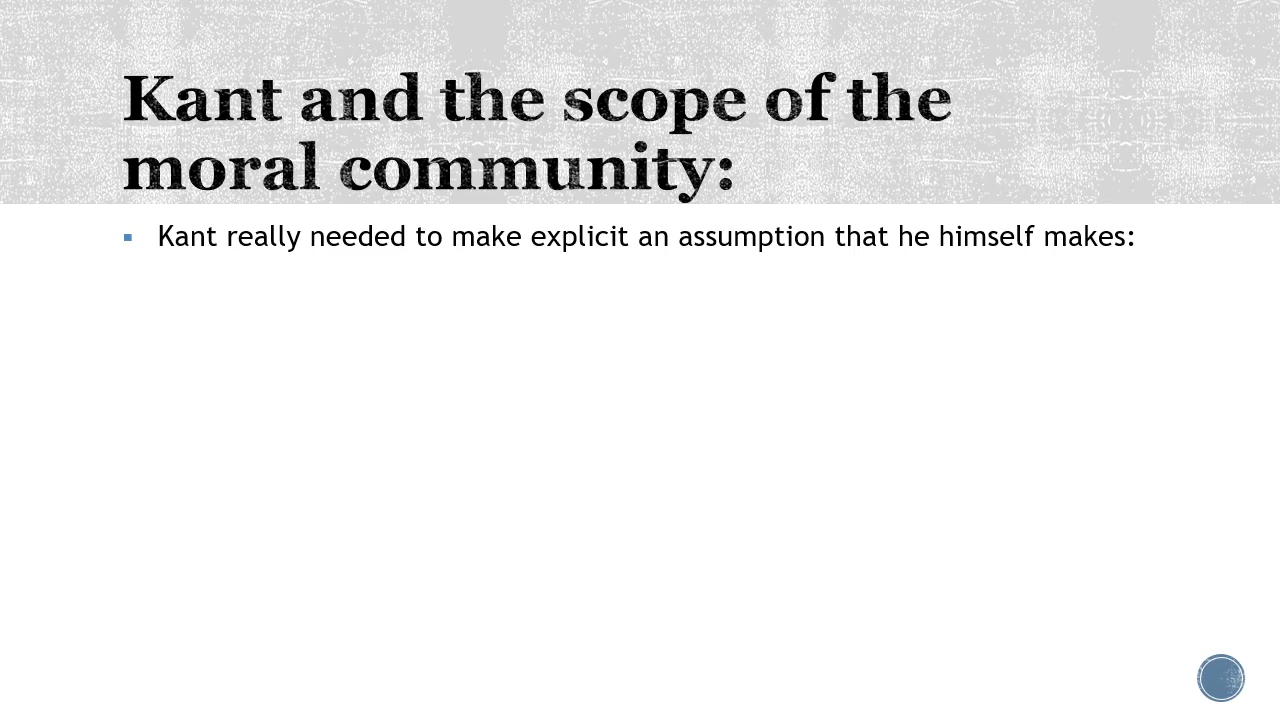 Kant and the scope of the
moral community:
Kant really needed to make explicit an assumption that he himself makes: